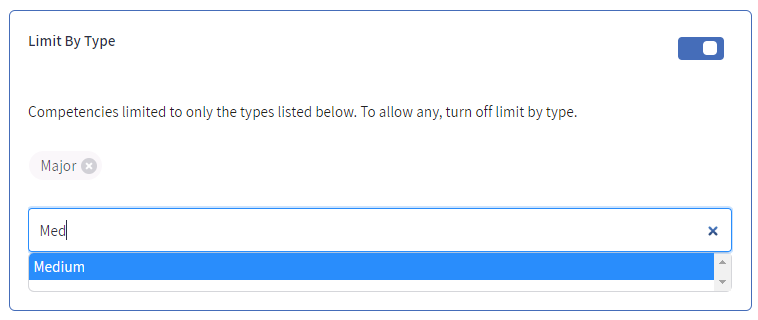 Limit By Type
Competencies limited to only the types listed below. To allow any, turn off limit by type.
Major
Med
Medium